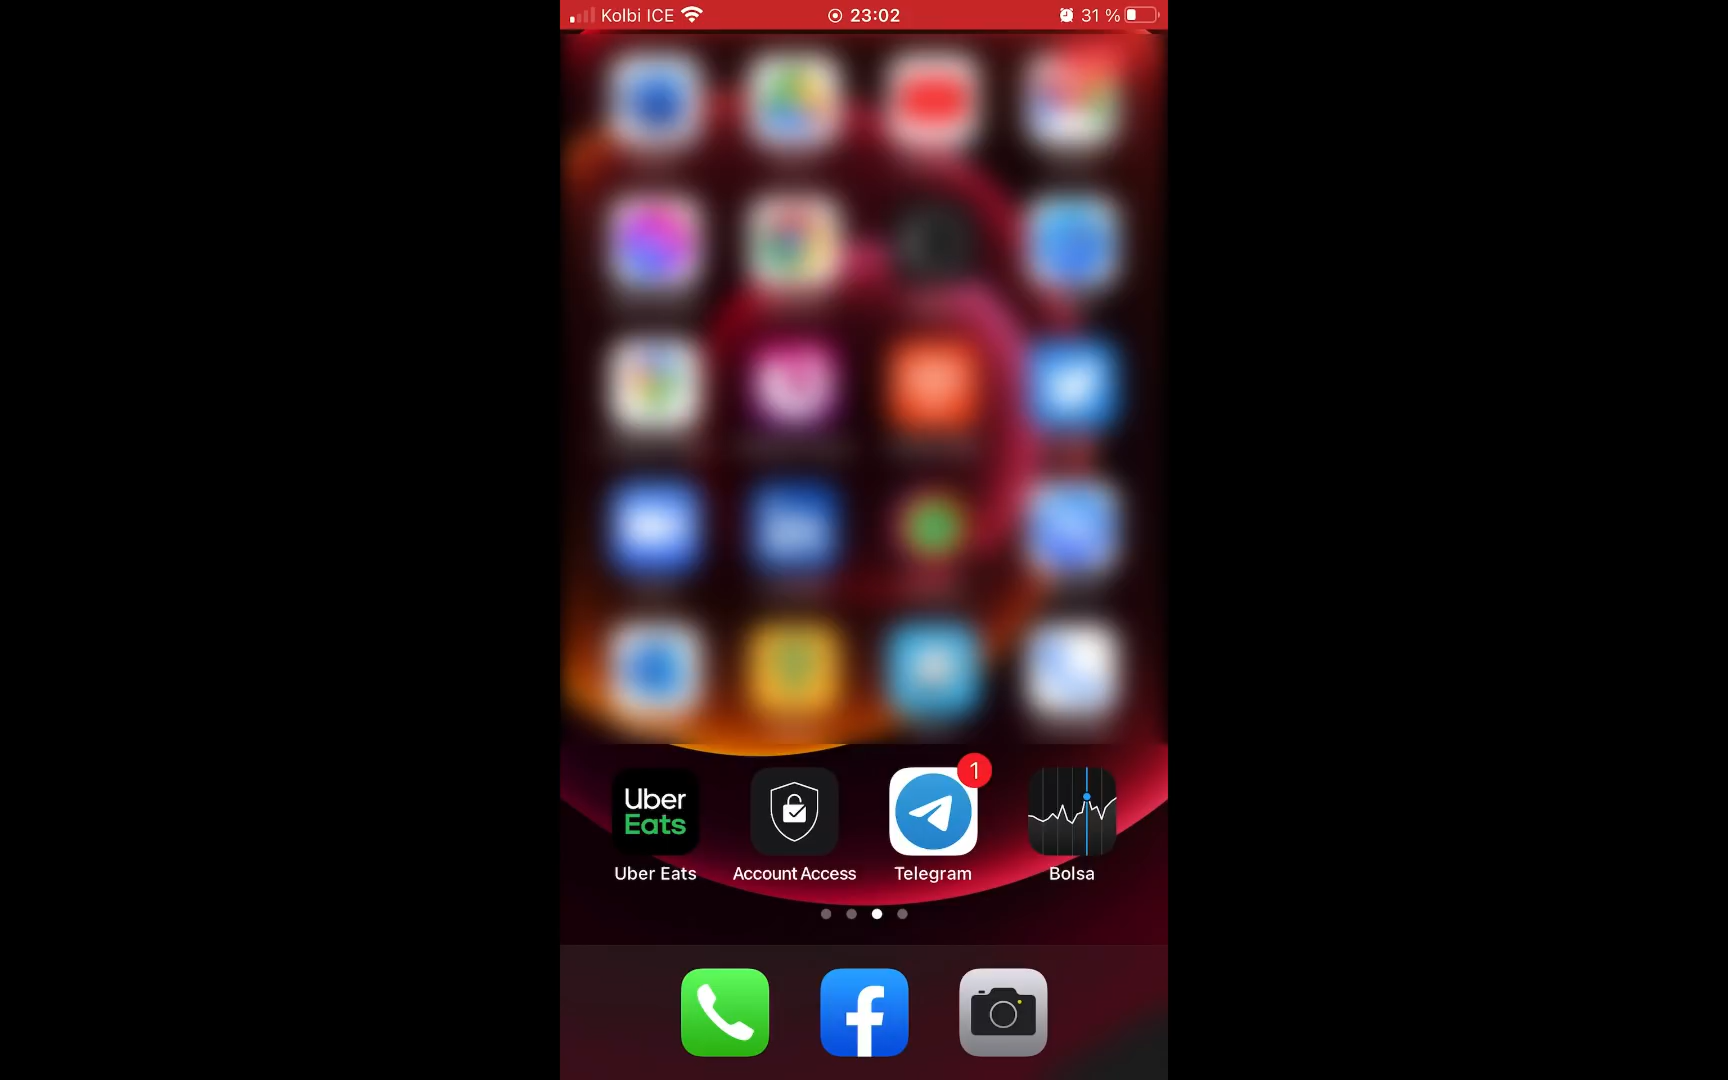 Kolbi ICE 23:02 31 %
Uber
Eats
1
Uber Eats Account Access Telegram Bolsa